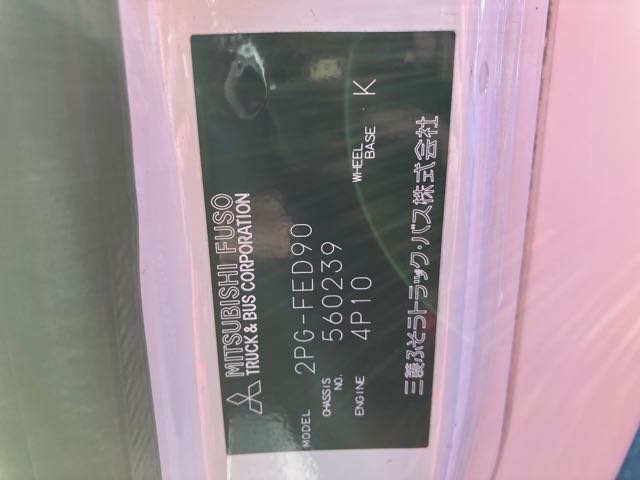 MITSUBISHI FUSO
TRUCK & BUS CORPORATION
MODEL 2PG-FED90
CHASSIS NO. 560239
ENGINE 4P10 WHEEL BASE K
三菱ふそうトラック・バス株式会社